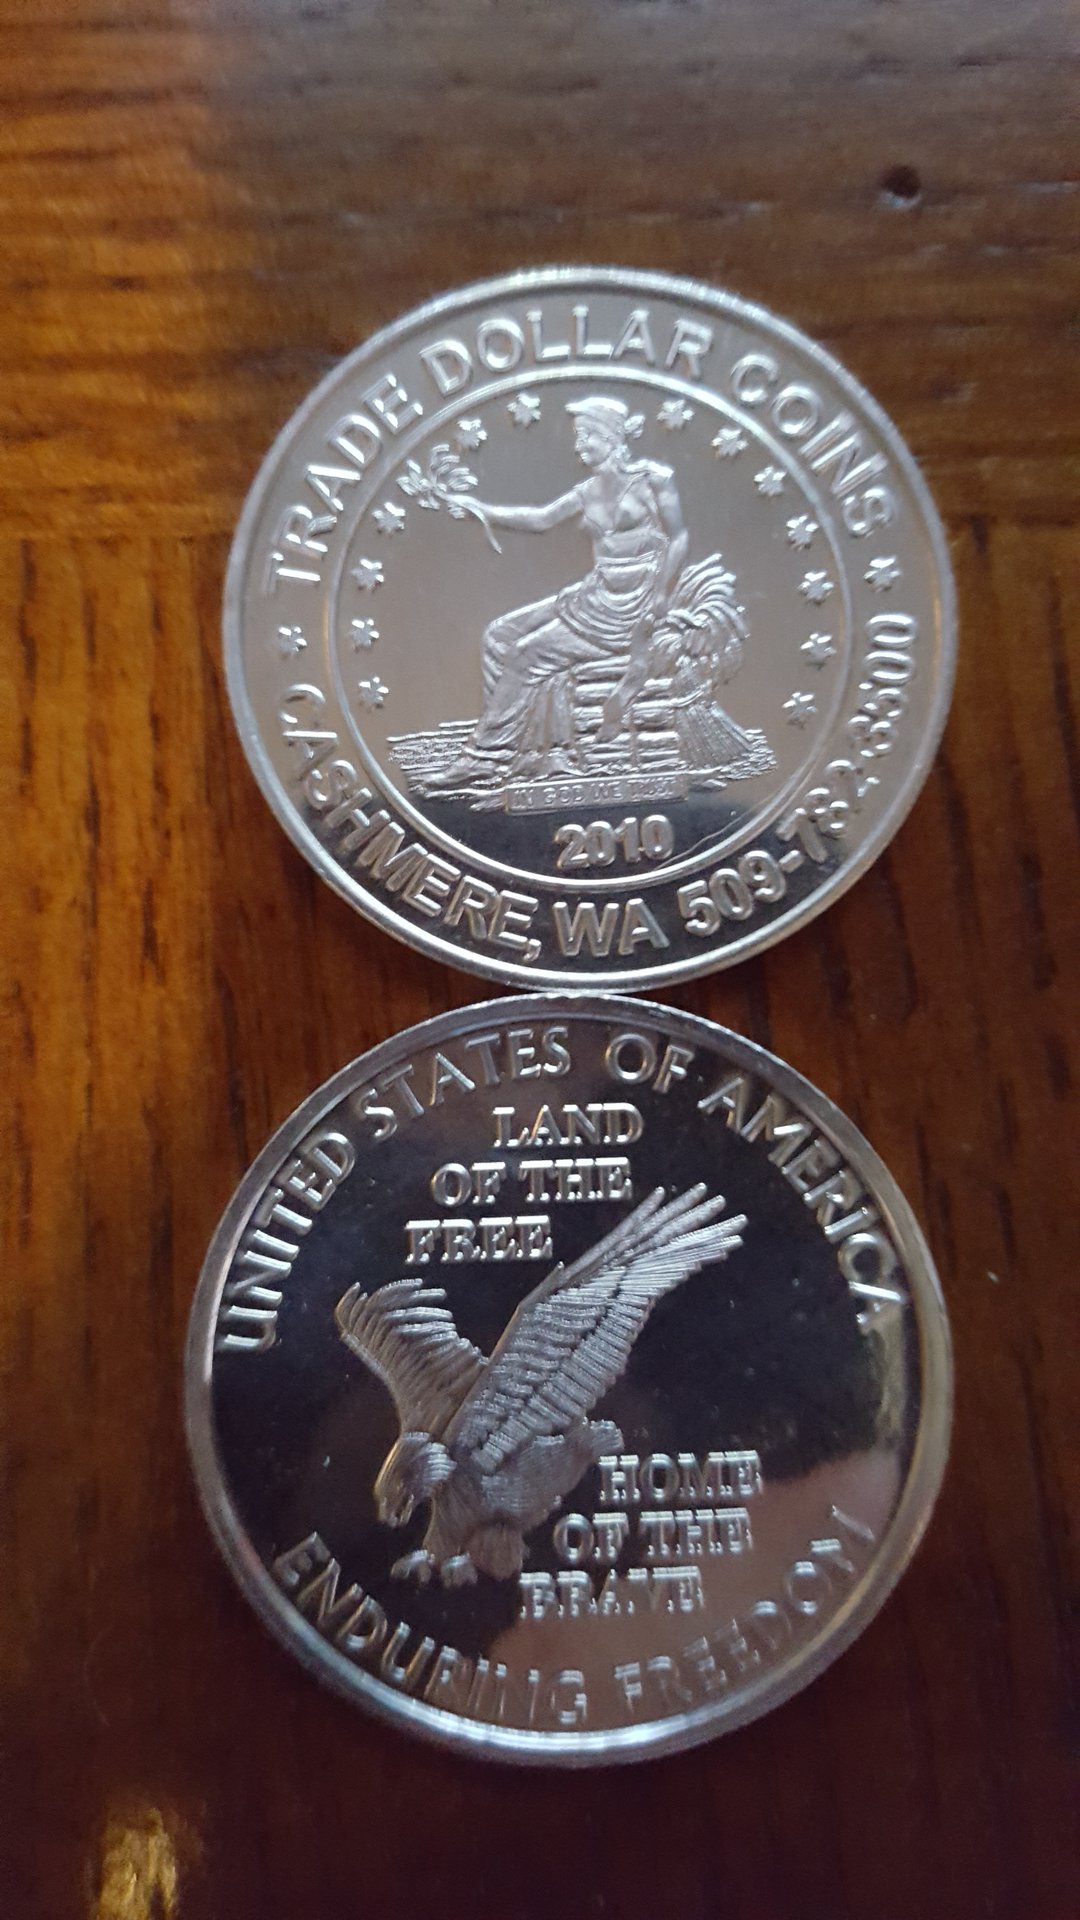 TRADE DOLLAR COINS
IN GOD WE TRUST
2010
CASHMERE, WA 509-782-3500
UNITED STATES OF AMERICA
LAND
OF THE
FREE
HOME
OF THE
BRAVE
ENDURING FREEDOM